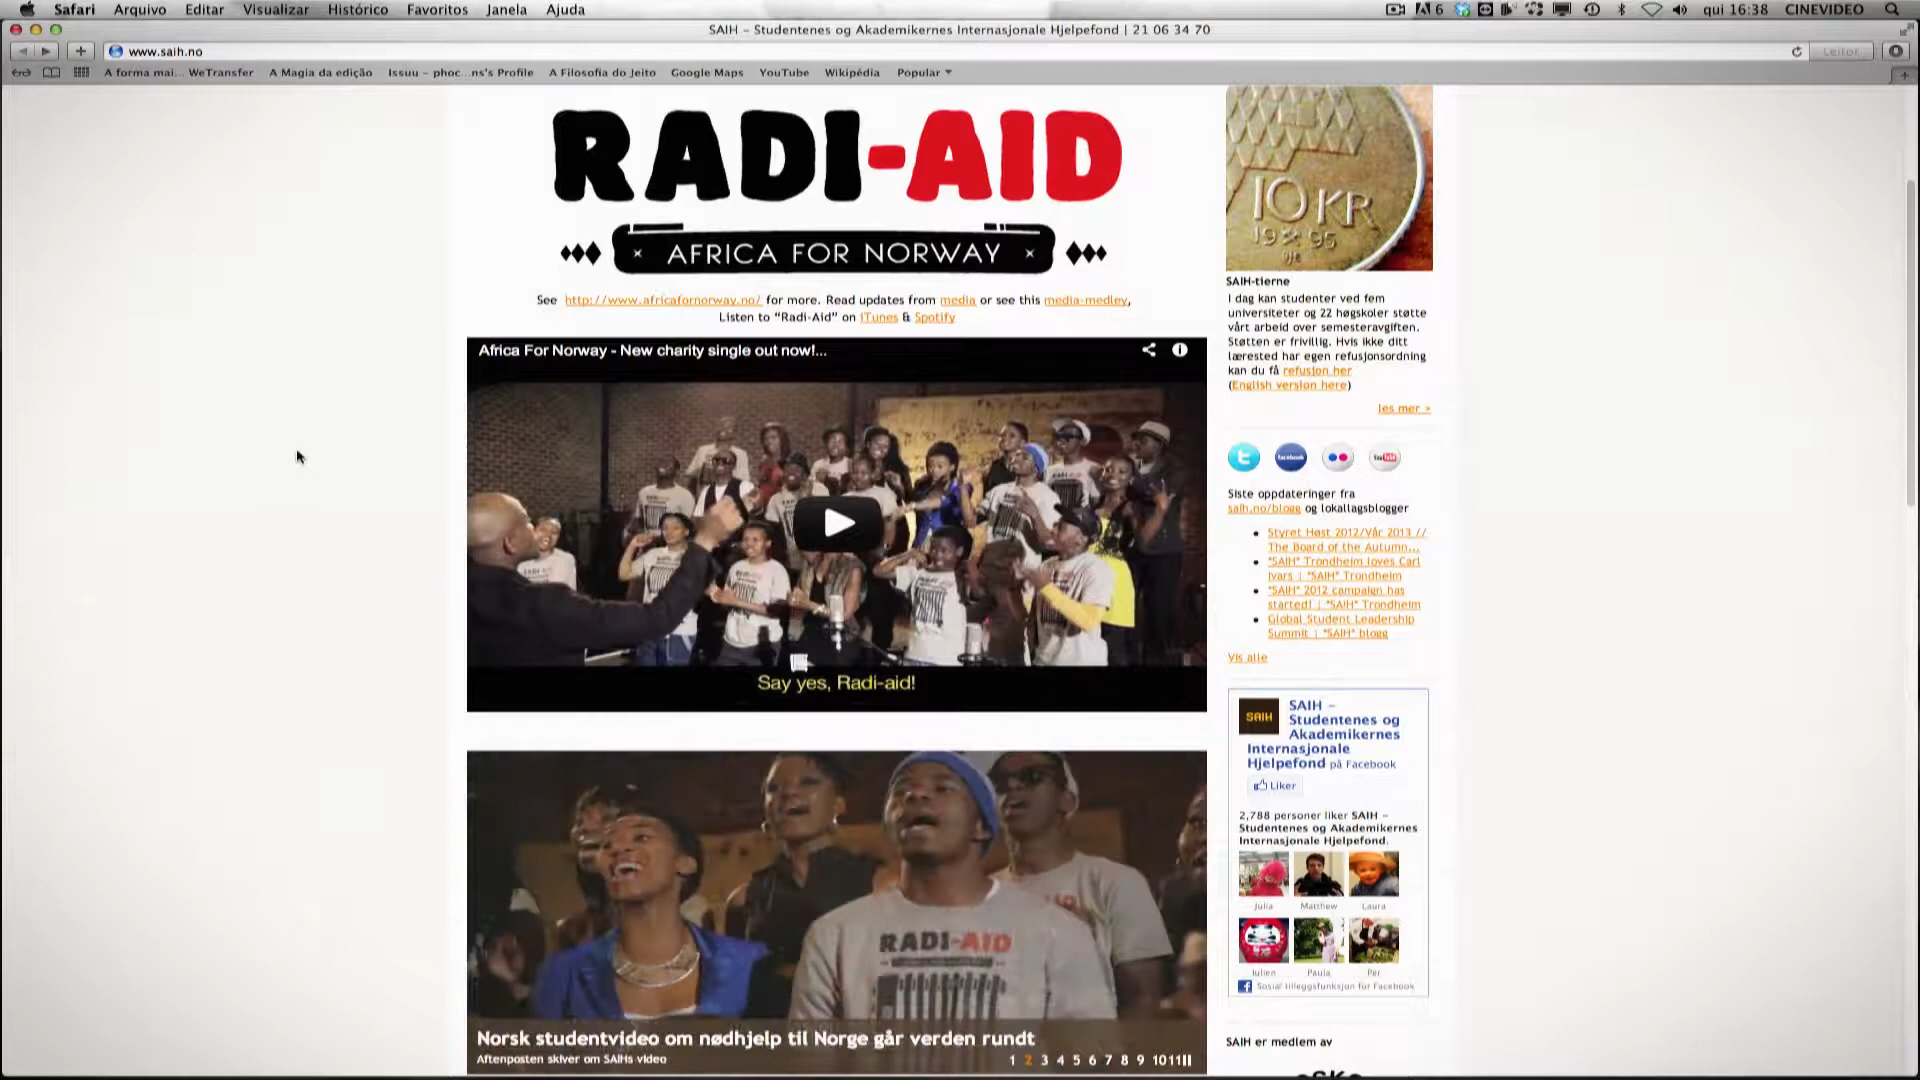 Safari Arquivo Editar Visualizar Histórico Favoritos Janela Ajuda
6 qui 16:38 CINEVIDEO
SAIH – Studentenes og Akademikernes Internasjonale Hjelpefond | 21 06 34 70
www.saih.no
Leitor
A forma mai... WeTransfer A Magia da edição Issuu – phoc...ns's Profile A Filosofia do Jeito Google Maps YouTube Wikipédia Popular
RADI-AID
AFRICA FOR NORWAY
See http://www.africafornorway.no/ for more. Read updates from media or see this media-medley,
Listen to “Radi-Aid” on iTunes & Spotify
Africa For Norway - New charity single out now!...
Say yes, Radi-aid!
RADI-AID
Norsk studentvideo om nødhjelp til Norge går verden rundt
Aftenposten skiver om SAIHs video
1 2 3 4 5 6 7 8 9 10 11
10 KR
19 95
SAIH-tierne
I dag kan studenter ved fem
universiteter og 22 høgskoler støtte
vårt arbeid over semesteravgiften.
Støtten er frivillig. Hvis ikke ditt
lærested har egen refusjonsordning
kan du få refusjon her
(English version here)
les mer >
facebook
YouTube
Siste oppdateringer fra
saih.no/blogg og lokallagsblogger
Styret Høst 2012/Vår 2013 //
The Board of the Autumn...
"SAIH" Trondheim loves Carl
Ivars | "SAIH" Trondheim
"SAIH" 2012 campaign has
started! | "SAIH" Trondheim
Global Student Leadership
Summit | "SAIH" blogg
Vis alle
SAIH
SAIH –
Studentenes og
Akademikernes
Internasjonale
Hjelpefond på Facebook
Liker
2,788 personer liker SAIH –
Studentenes og Akademikernes
Internasjonale Hjelpefond.
Julia Matthew Laura
Julien Paula Per
Sosial tilleggsfunksjon for Facebook
SAIH er medlem av